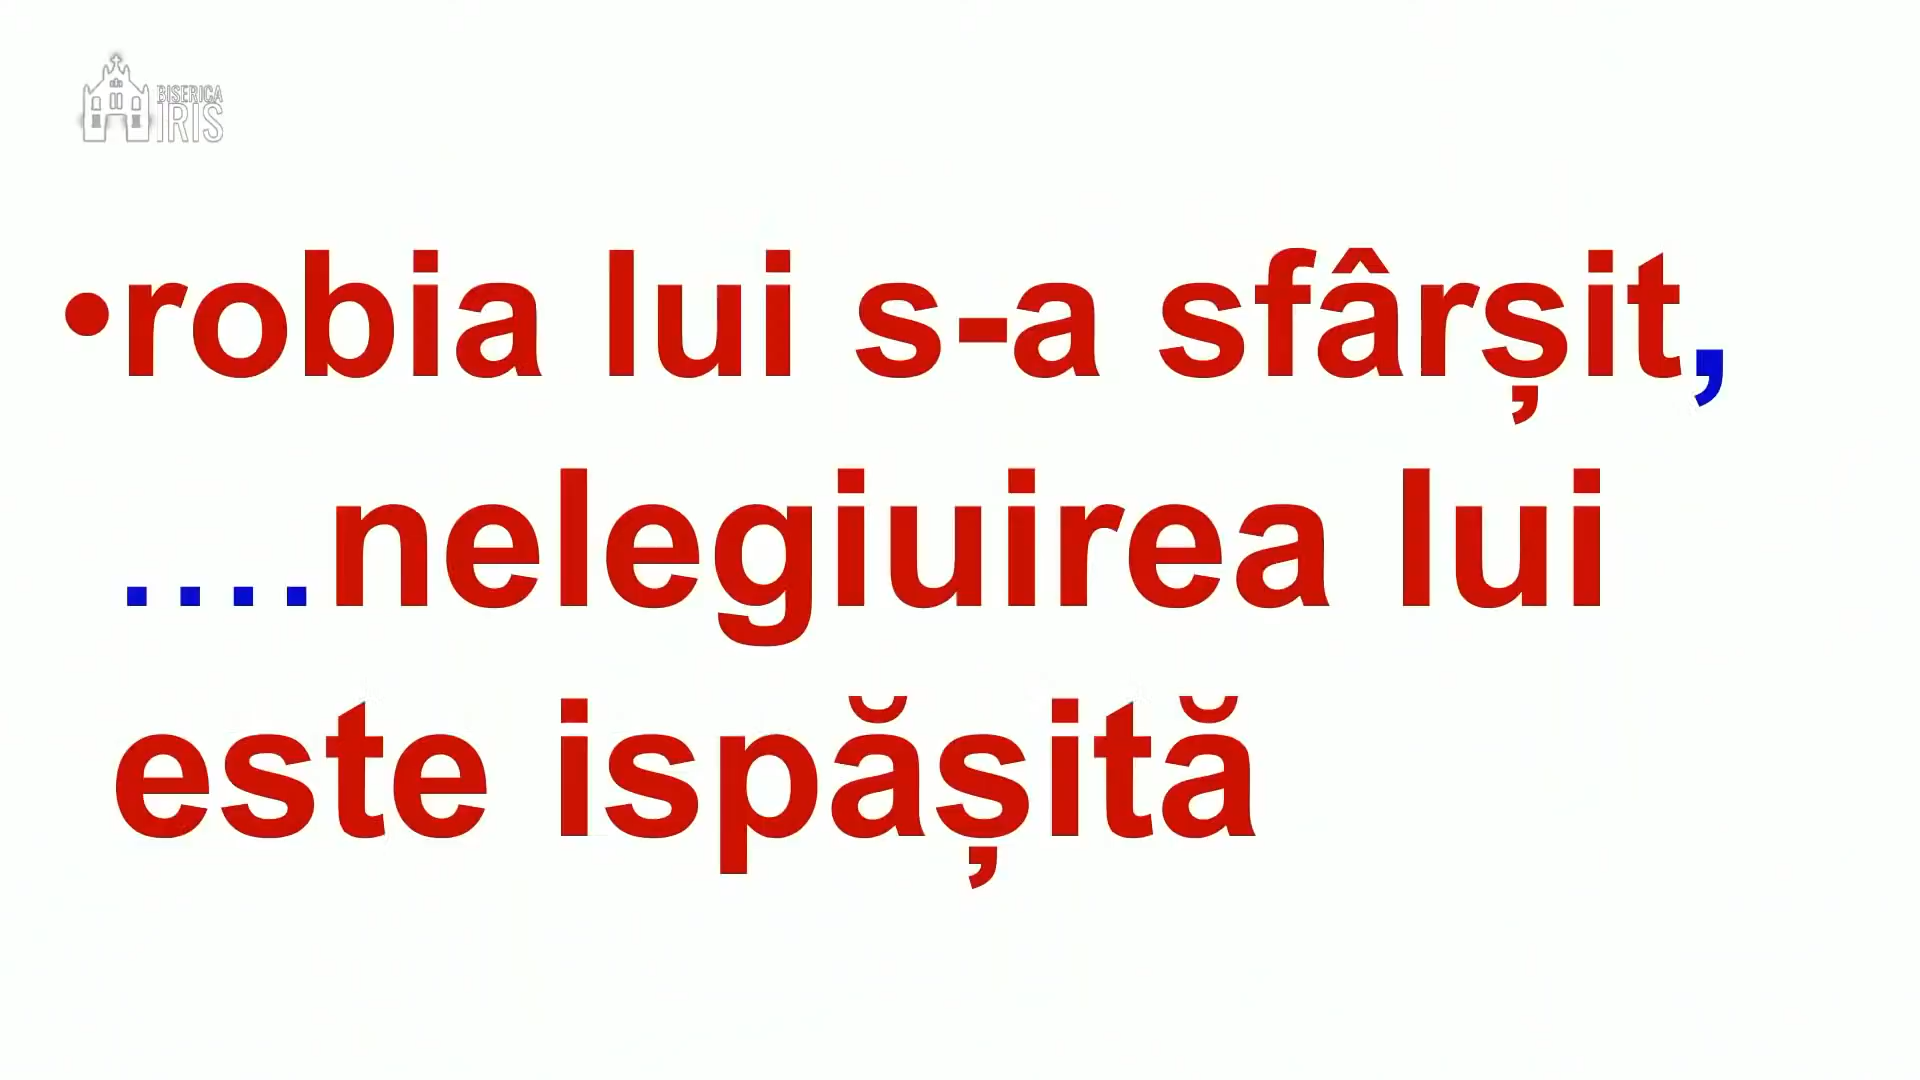 BISERICA
IRIS
•robia lui s-a sfârșit,
....nelegiuirea lui
este ispășită